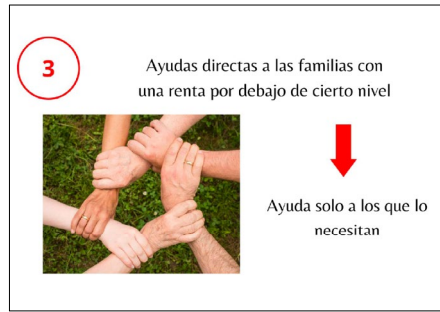 3
Ayudas directas a las familias con
una renta por debajo de cierto nivel
Ayuda solo a los que lo
necesitan